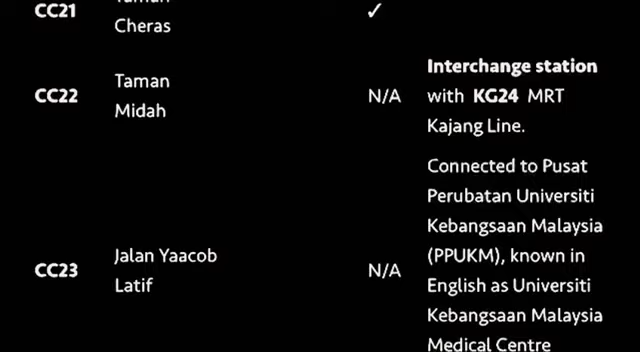 Taman
CC21
Cheras
✓
CC22
Taman
Midah
N/A
Interchange station
with KG24 MRT
Kajang Line.
CC23
Jalan Yaacob
Latif
N/A
Connected to Pusat
Perubatan Universiti
Kebangsaan Malaysia
(PPUKM), known in
English as Universiti
Kebangsaan Malaysia
Medical Centre